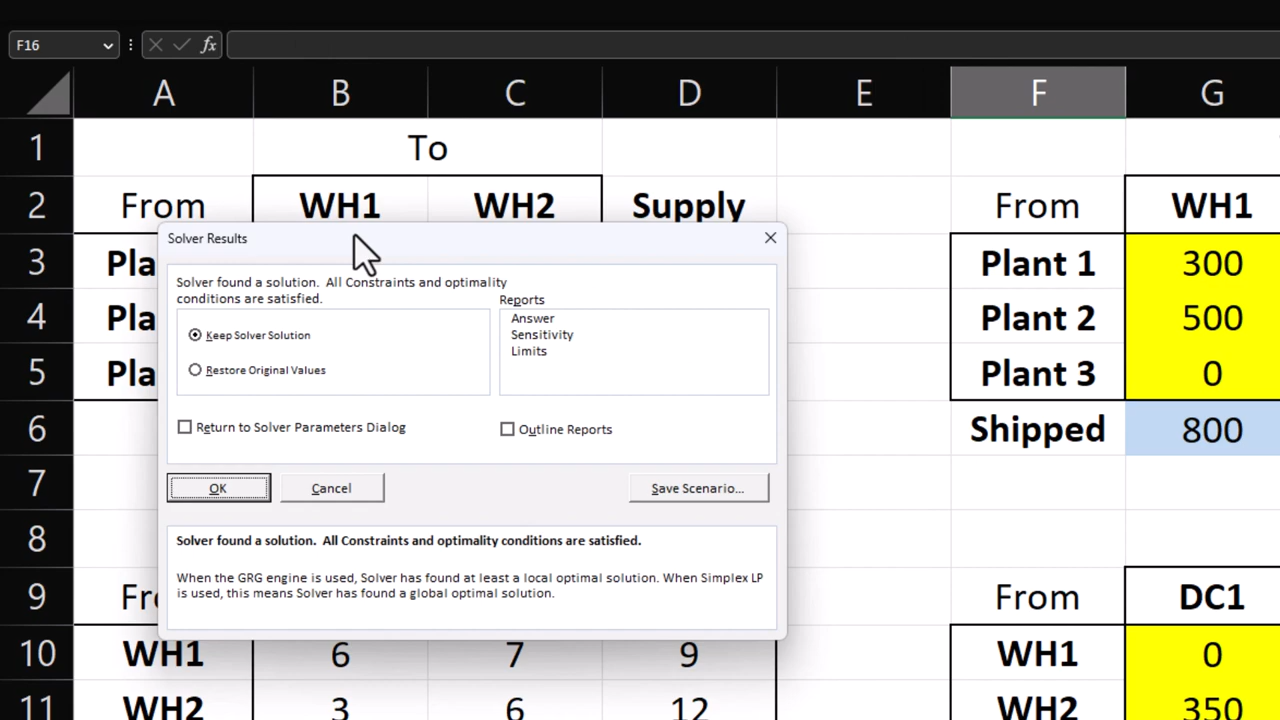 F16
fx
A B C D E F G
1 To
2 From WH1 WH2 Supply From WH1
3 Pla Plant 1 300
4 Pla Plant 2 500
5 Pla Plant 3 0
6 Shipped 800
7
8
9 Fr From DC1
10 WH1 6 7 9 WH1 0
11 WH2 3 6 12 WH2 350
Solver Results
Solver found a solution. All Constraints and optimality
conditions are satisfied.
Reports
Answer
Sensitivity
Limits
Keep Solver Solution
Restore Original Values
Return to Solver Parameters Dialog
Outline Reports
OK Cancel Save Scenario...
Solver found a solution. All Constraints and optimality conditions are satisfied.
When the GRG engine is used, Solver has found at least a local optimal solution. When Simplex LP
is used, this means Solver has found a global optimal solution.